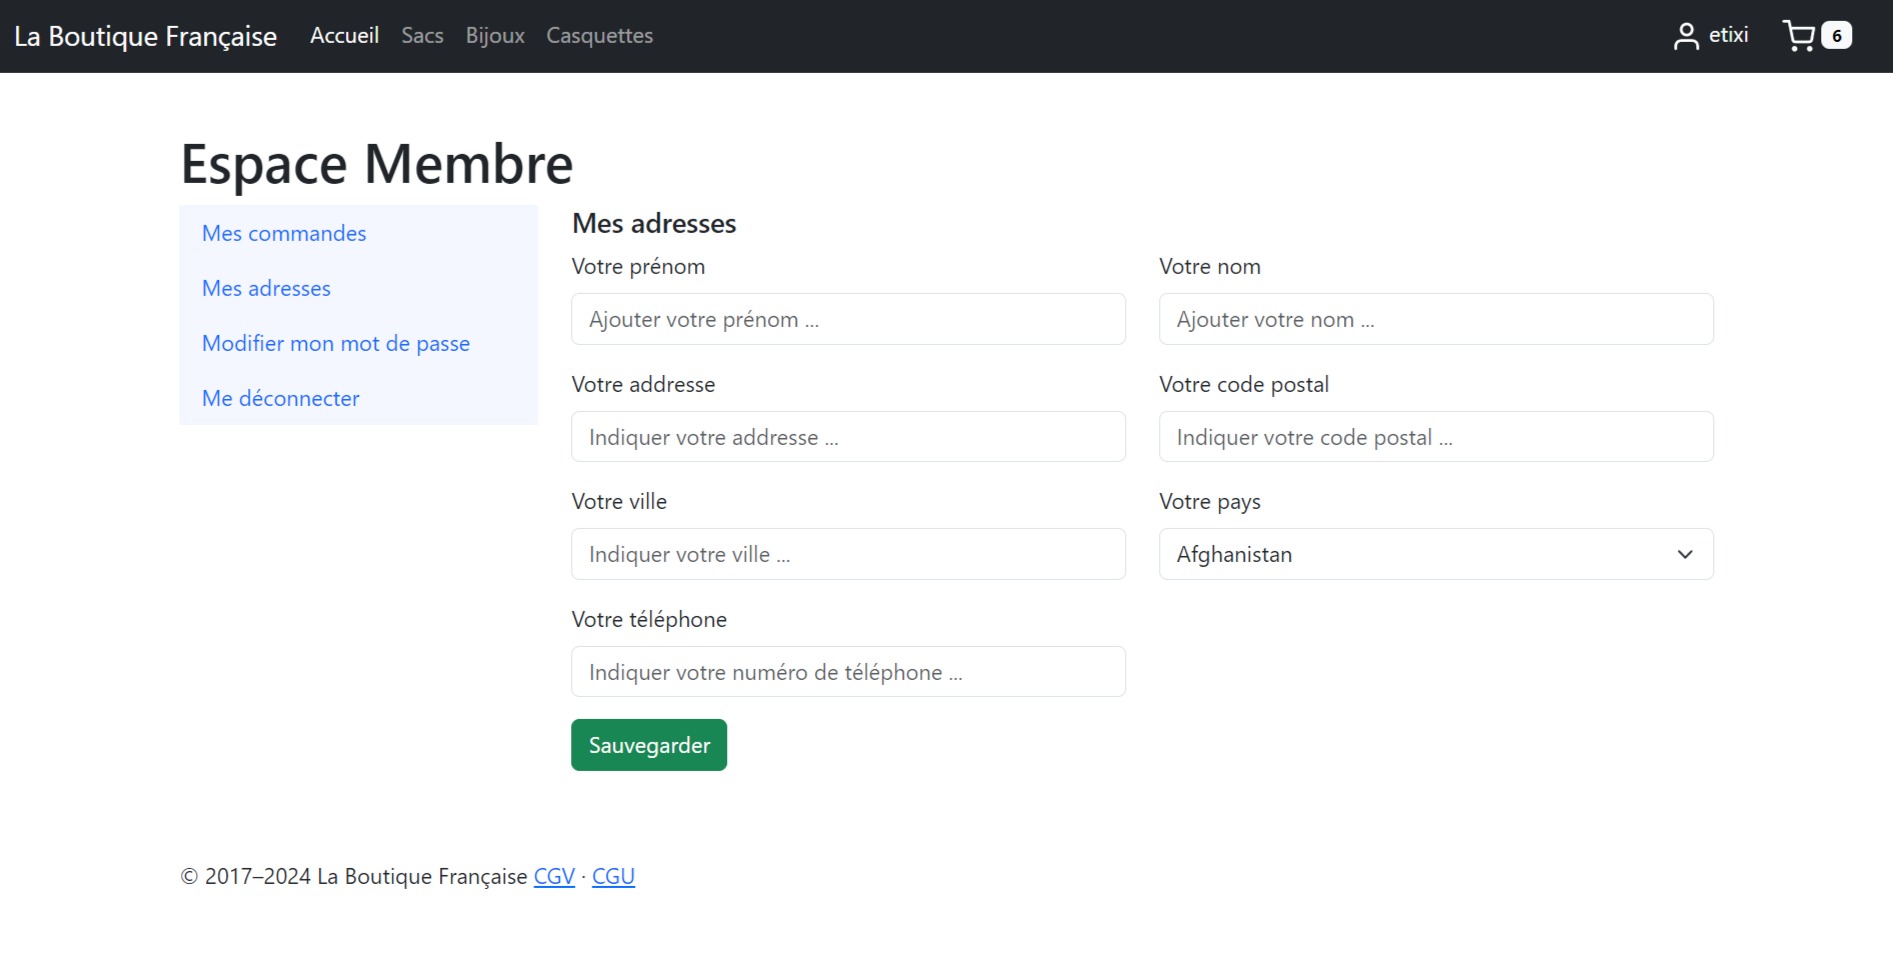 La Boutique Française Accueil Sacs Bijoux Casquettes etixi 6
Espace Membre
Mes commandes
Mes adresses
Modifier mon mot de passe
Me déconnecter
Mes adresses
Votre prénom
Ajouter votre prénom ...
Votre nom
Ajouter votre nom ...
Votre addresse
Indiquer votre addresse ...
Votre code postal
Indiquer votre code postal ...
Votre ville
Indiquer votre ville ...
Votre pays
Afghanistan
Votre téléphone
Indiquer votre numéro de téléphone ...
Sauvegarder
© 2017–2024 La Boutique Française CGV · CGU